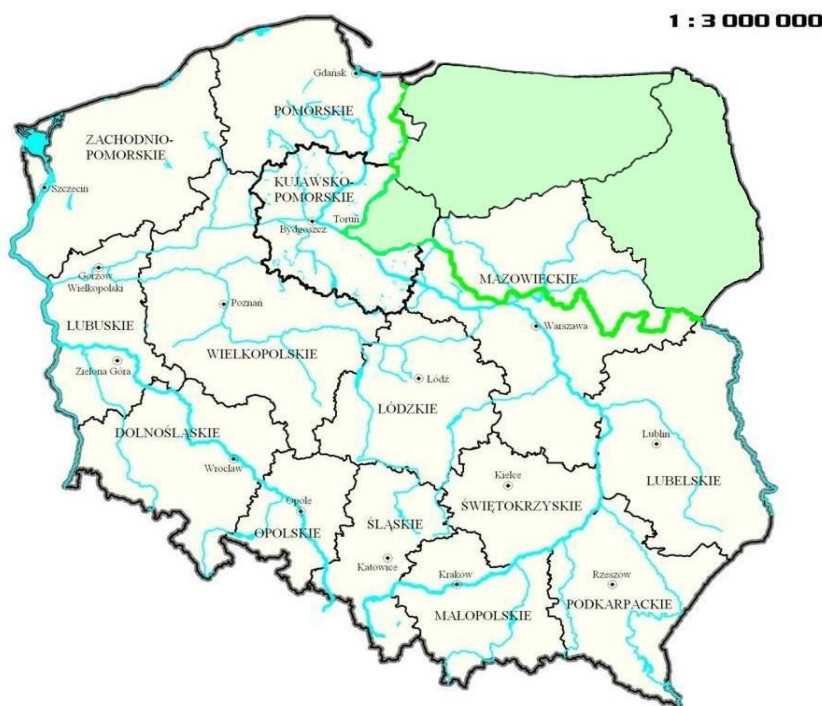 1 : 3 000 000
Gdańsk
POMORSKIE
ZACHODNIO-
POMORSKIE
Szczecin
KUJAWSKO-
POMORSKIE
Toruń
Bydgoszcz
MAZOWIECKIE
Gorzów
Wielkopolski
Poznań
LUBUSKIE
Warszawa
WIELKOPOLSKIE
Zielona Góra
Łódź
ŁÓDZKIE
DOLNOŚLĄSKIE
Lublin
Wrocław
LUBELSKIE
Kielce
ŚWIĘTOKRZYSKIE
Opole
OPOLSKIE
ŚLĄSKIE
Katowice
Kraków
Rzeszów
MAŁOPOLSKIE
PODKARPACKIE